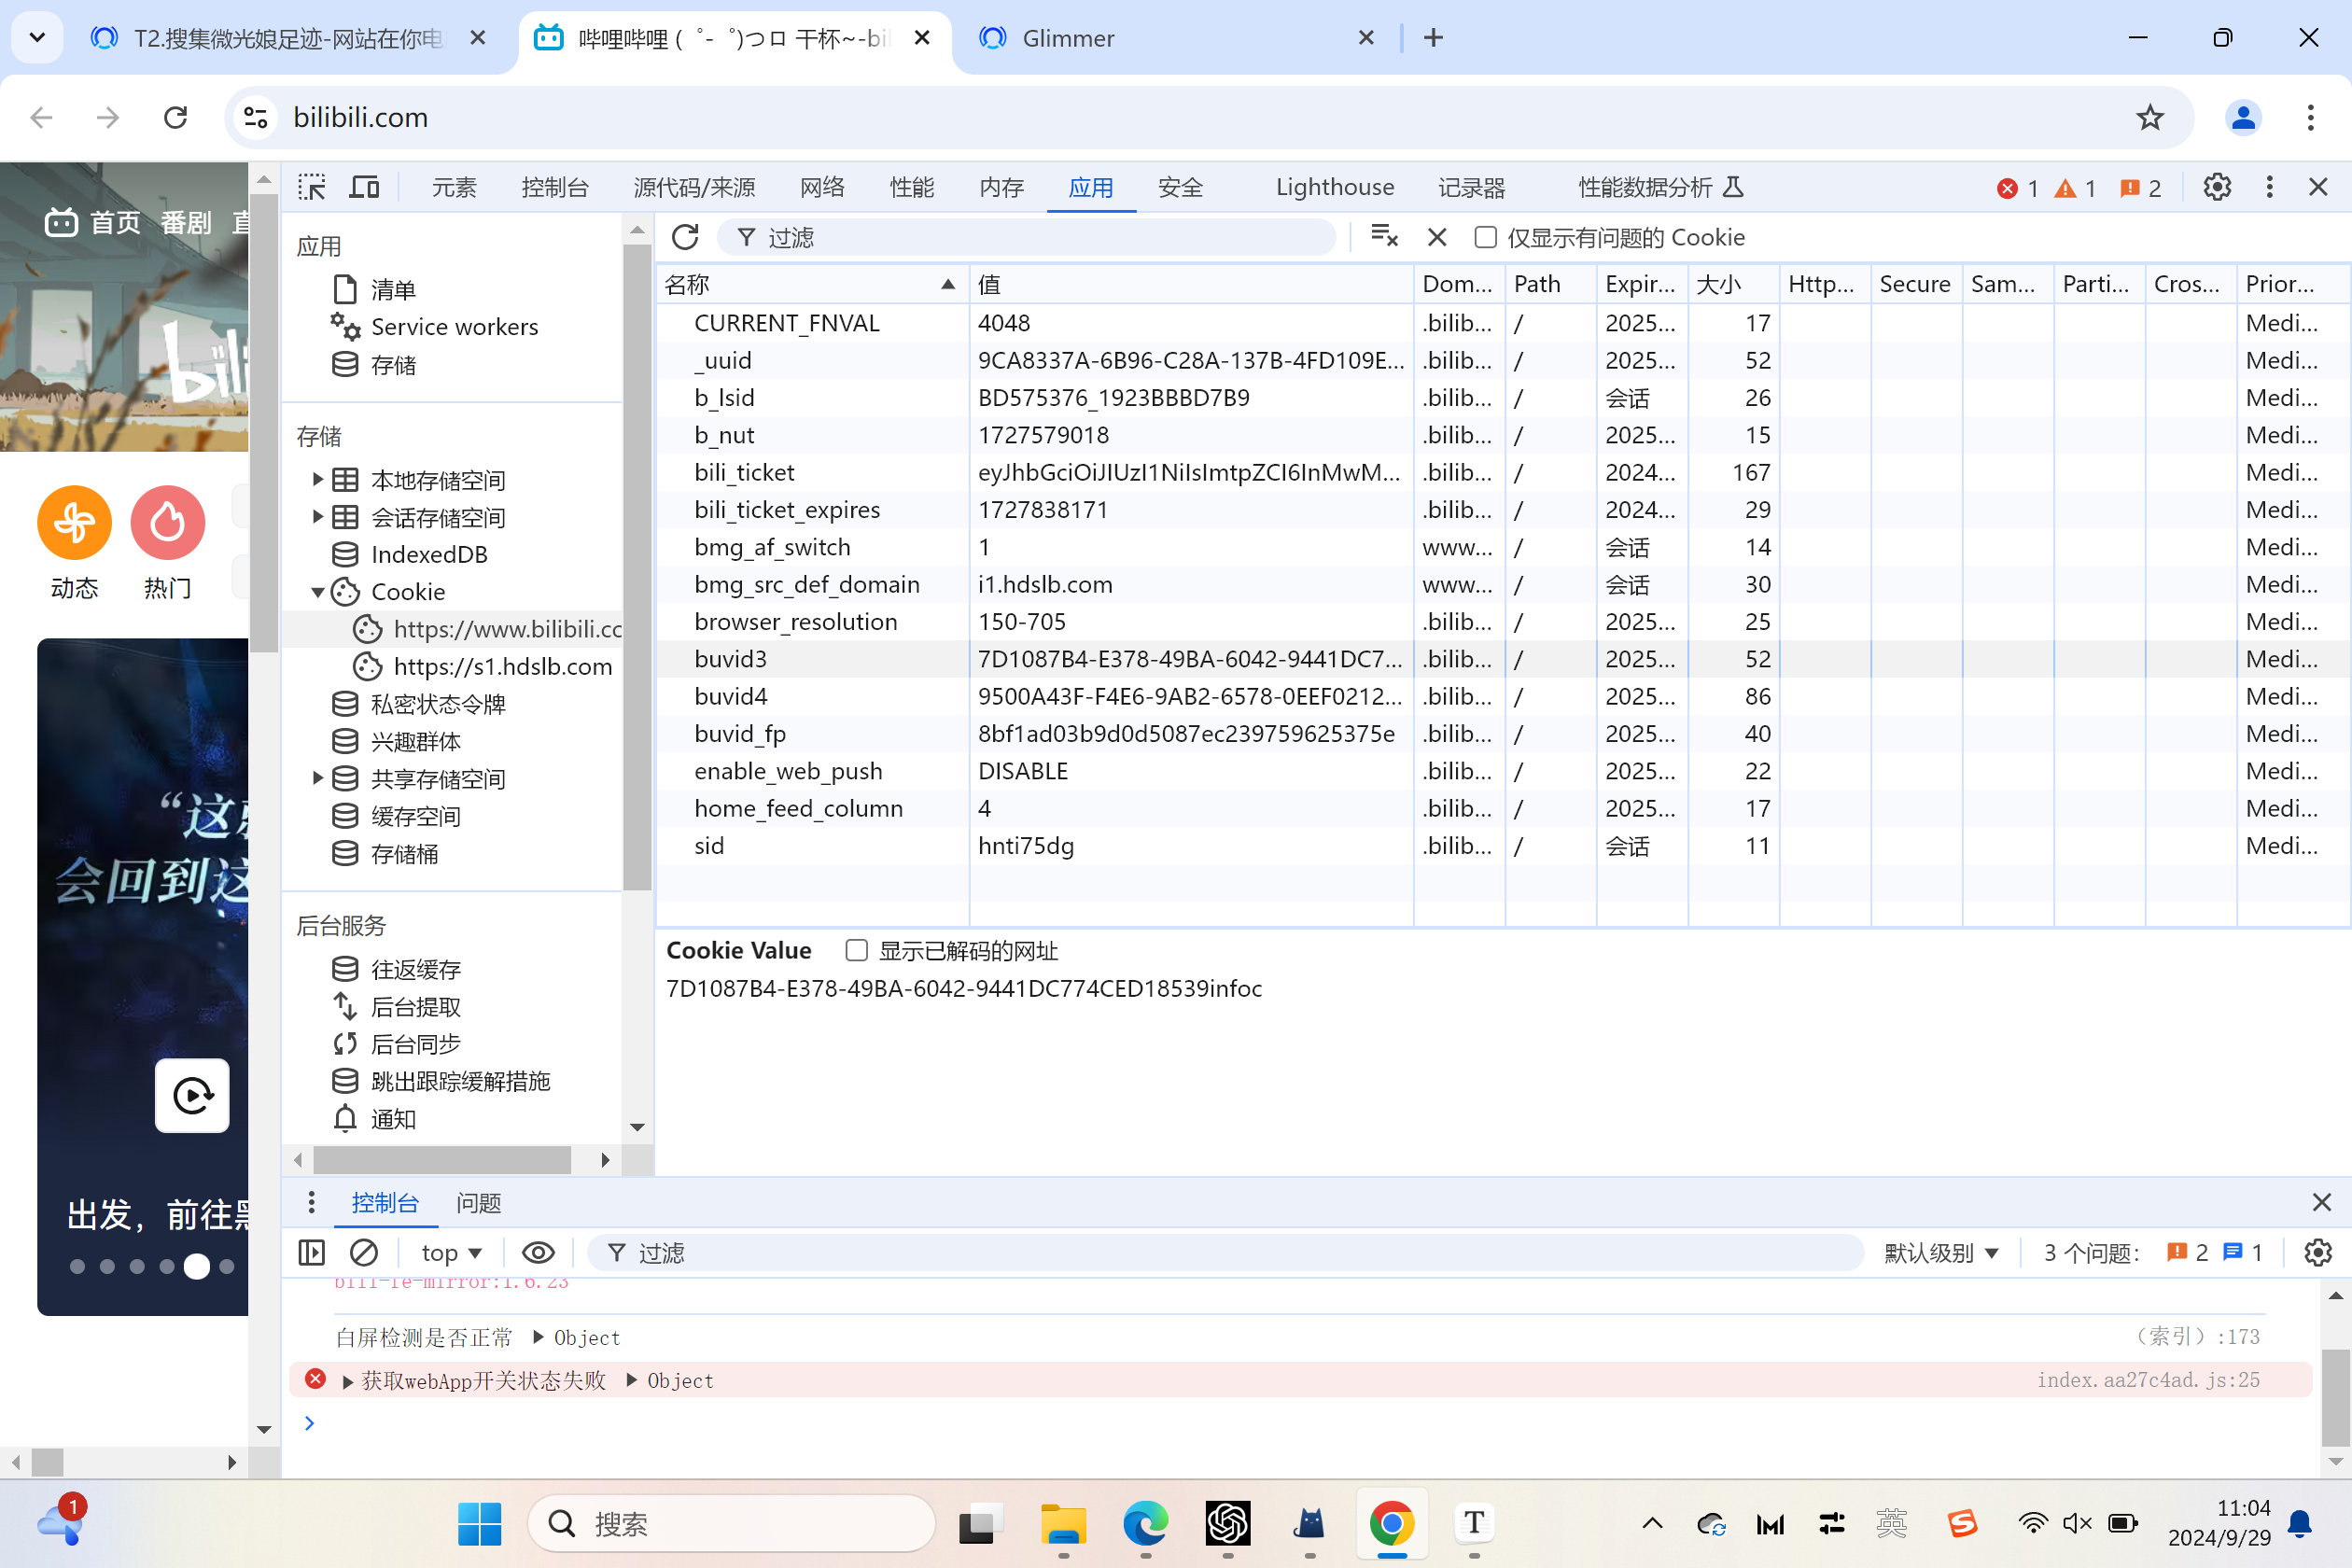 T2.搜集微光娘足迹-网站在你电
哔哩哔哩 (゜-゜)つロ 干杯~-bil
Glimmer
bilibili.com
首页 番剧 直
bili
动态 热门
“这
会回到这
出发，前往黑
元素 控制台 源代码/来源 网络 性能 内存 应用 安全 Lighthouse 记录器 性能数据分析 1 1 2
应用
清单
Service workers
存储
存储
本地存储空间
会话存储空间
IndexedDB
Cookie
https://www.bilibili.cc
https://s1.hdslb.com
私密状态令牌
兴趣群体
共享存储空间
缓存空间
存储桶
后台服务
往返缓存
后台提取
后台同步
跳出跟踪缓解措施
通知
过滤 仅显示有问题的 Cookie
名称 值 Dom... Path Expir... 大小 Http... Secure Sam... Parti... Cros... Prior...
CURRENT_FNVAL 4048 .bilib... / 2025... 17 Medi...
_uuid 9CA8337A-6B96-C28A-137B-4FD109E... .bilib... / 2025... 52 Medi...
b_lsid BD575376_1923BBBD7B9 .bilib... / 会话 26 Medi...
b_nut 1727579018 .bilib... / 2025... 15 Medi...
bili_ticket eyJhbGciOiJIUzI1NiIsImtpZCI6InMwM... .bilib... / 2024... 167 Medi...
bili_ticket_expires 1727838171 .bilib... / 2024... 29 Medi...
bmg_af_switch 1 www... / 会话 14 Medi...
bmg_src_def_domain i1.hdslb.com www... / 会话 30 Medi...
browser_resolution 150-705 .bilib... / 2025... 25 Medi...
buvid3 7D1087B4-E378-49BA-6042-9441DC7... .bilib... / 2025... 52 Medi...
buvid4 9500A43F-F4E6-9AB2-6578-0EEF0212... .bilib... / 2025... 86 Medi...
buvid_fp 8bf1ad03b9d0d5087ec239759625375e .bilib... / 2025... 40 Medi...
enable_web_push DISABLE .bilib... / 2025... 22 Medi...
home_feed_column 4 .bilib... / 2025... 17 Medi...
sid hnti75dg .bilib... / 会话 11 Medi...
Cookie Value 显示已解码的网址
7D1087B4-E378-49BA-6042-9441DC774CED18539infoc
控制台 问题
top 过滤 默认级别 3 个问题: 2 1
bili-fe-mirror:1.6.23
白屏检测是否正常 Object （索引）:173
获取webApp开关状态失败 Object index.aa27c4ad.js:25
1 搜索 T 英 11:04
2024/9/29